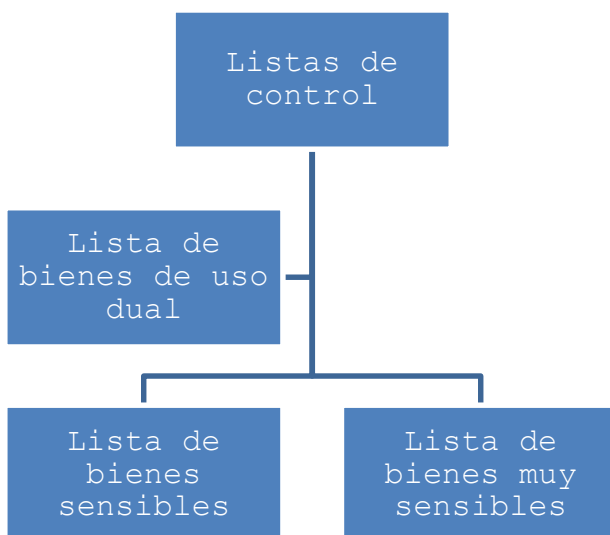 Listas de
control
Lista de
bienes de uso
dual
Lista de
bienes
sensibles
Lista de
bienes muy
sensibles